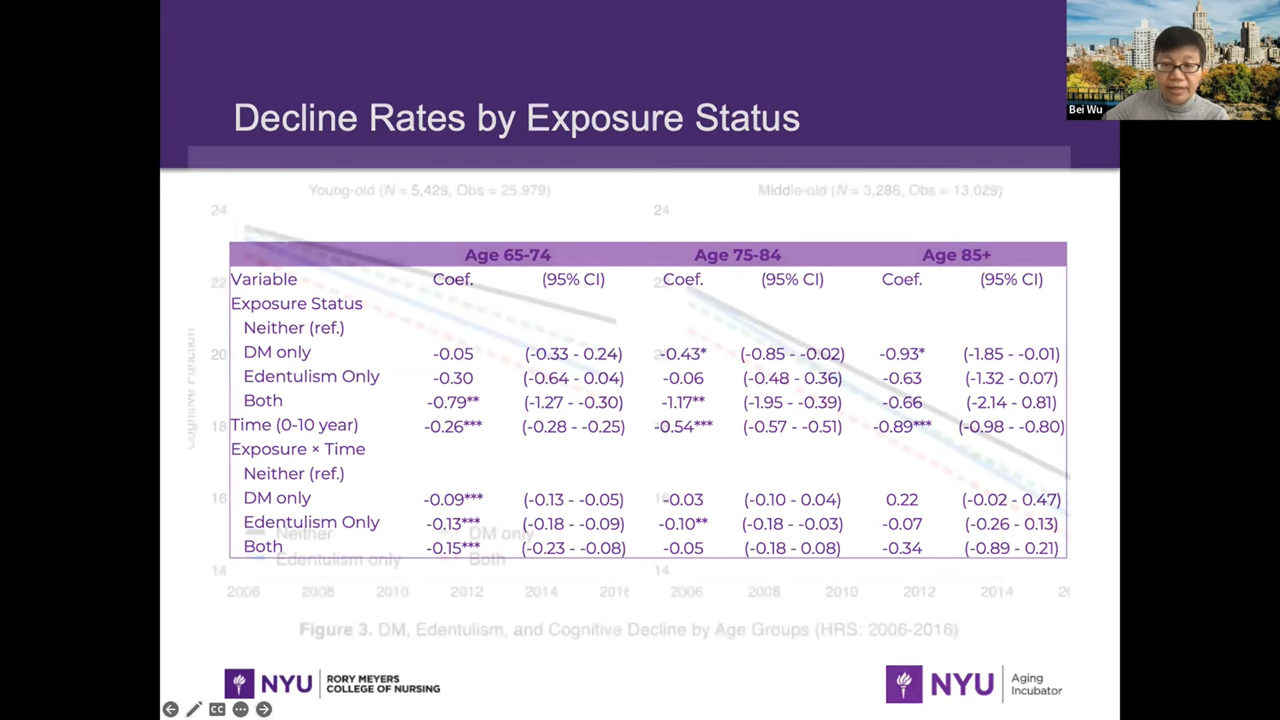 Bei Wu
Decline Rates by Exposure Status
Young-old (N = 5,429, Obs = 25,979)
Middle-old (N = 3,286, Obs = 13,029)
24
24
Age 65-74 Age 75-84 Age 85+
Variable Coef. (95% CI) Coef. (95% CI) Coef. (95% CI)
Exposure Status
Neither (ref.)
DM only -0.05 (-0.33 - 0.24) -0.43* (-0.85 - -0.02) -0.93* (-1.85 - -0.01)
Edentulism Only -0.30 (-0.64 - 0.04) -0.06 (-0.48 - 0.36) -0.63 (-1.32 - 0.07)
Both -0.79** (-1.27 - -0.30) -1.17** (-1.95 - -0.39) -0.66 (-2.14 - 0.81)
Time (0-10 year) -0.26*** (-0.28 - -0.25) -0.54*** (-0.57 - -0.51) -0.89*** (-0.98 - -0.80)
Exposure × Time
Neither (ref.)
DM only -0.09*** (-0.13 - -0.05) -0.03 (-0.10 - 0.04) 0.22 (-0.02 - 0.47)
Edentulism Only -0.13*** (-0.18 - -0.09) -0.10** (-0.18 - -0.03) -0.07 (-0.26 - 0.13)
Both -0.15*** (-0.23 - -0.08) -0.05 (-0.18 - 0.08) -0.34 (-0.89 - 0.21)
22
20
18
16
14
Cognitive Function
Neither DM only
Edentulism only Both
14
2006 2008 2010 2012 2014 2016
2006 2008 2010 2012 2014
Figure 3. DM, Edentulism, and Cognitive Decline by Age Groups (HRS: 2006-2016)
NYU
RORY MEYERS
COLLEGE OF NURSING
NYU
Aging
Incubator
CC